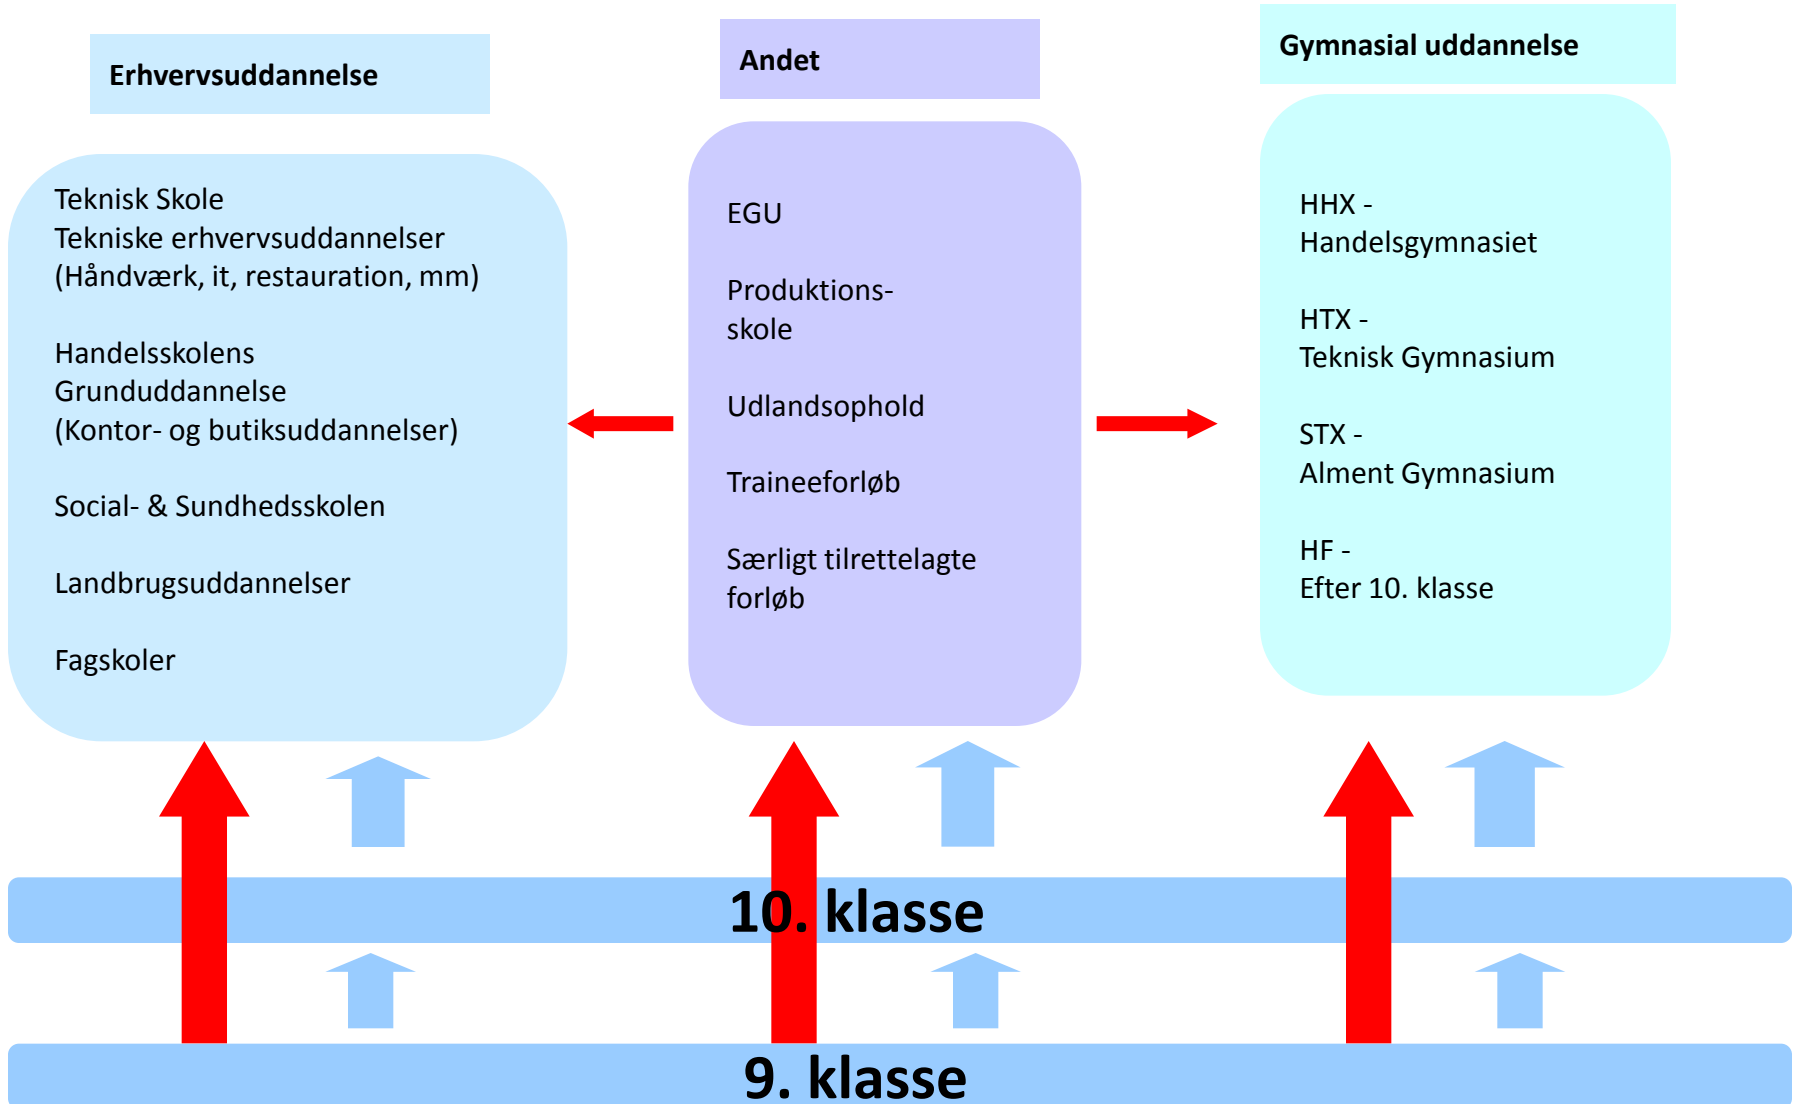 Erhvervsuddannelse
Teknisk Skole
Tekniske erhvervsuddannelser
(Håndværk, it, restauration, mm)
Handelsskolens
Grunduddannelse
(Kontor- og butiksuddannelser)
Social- & Sundhedsskolen
Landbrugsuddannelser
Fagskoler
Andet
EGU
Produktions-
skole
Udlandsophold
Traineeforløb
Særligt tilrettelagte
forløb
Gymnasial uddannelse
HHX -
Handelsgymnasiet
HTX -
Teknisk Gymnasium
STX -
Alment Gymnasium
HF -
Efter 10. klasse
10. klasse
9. klasse